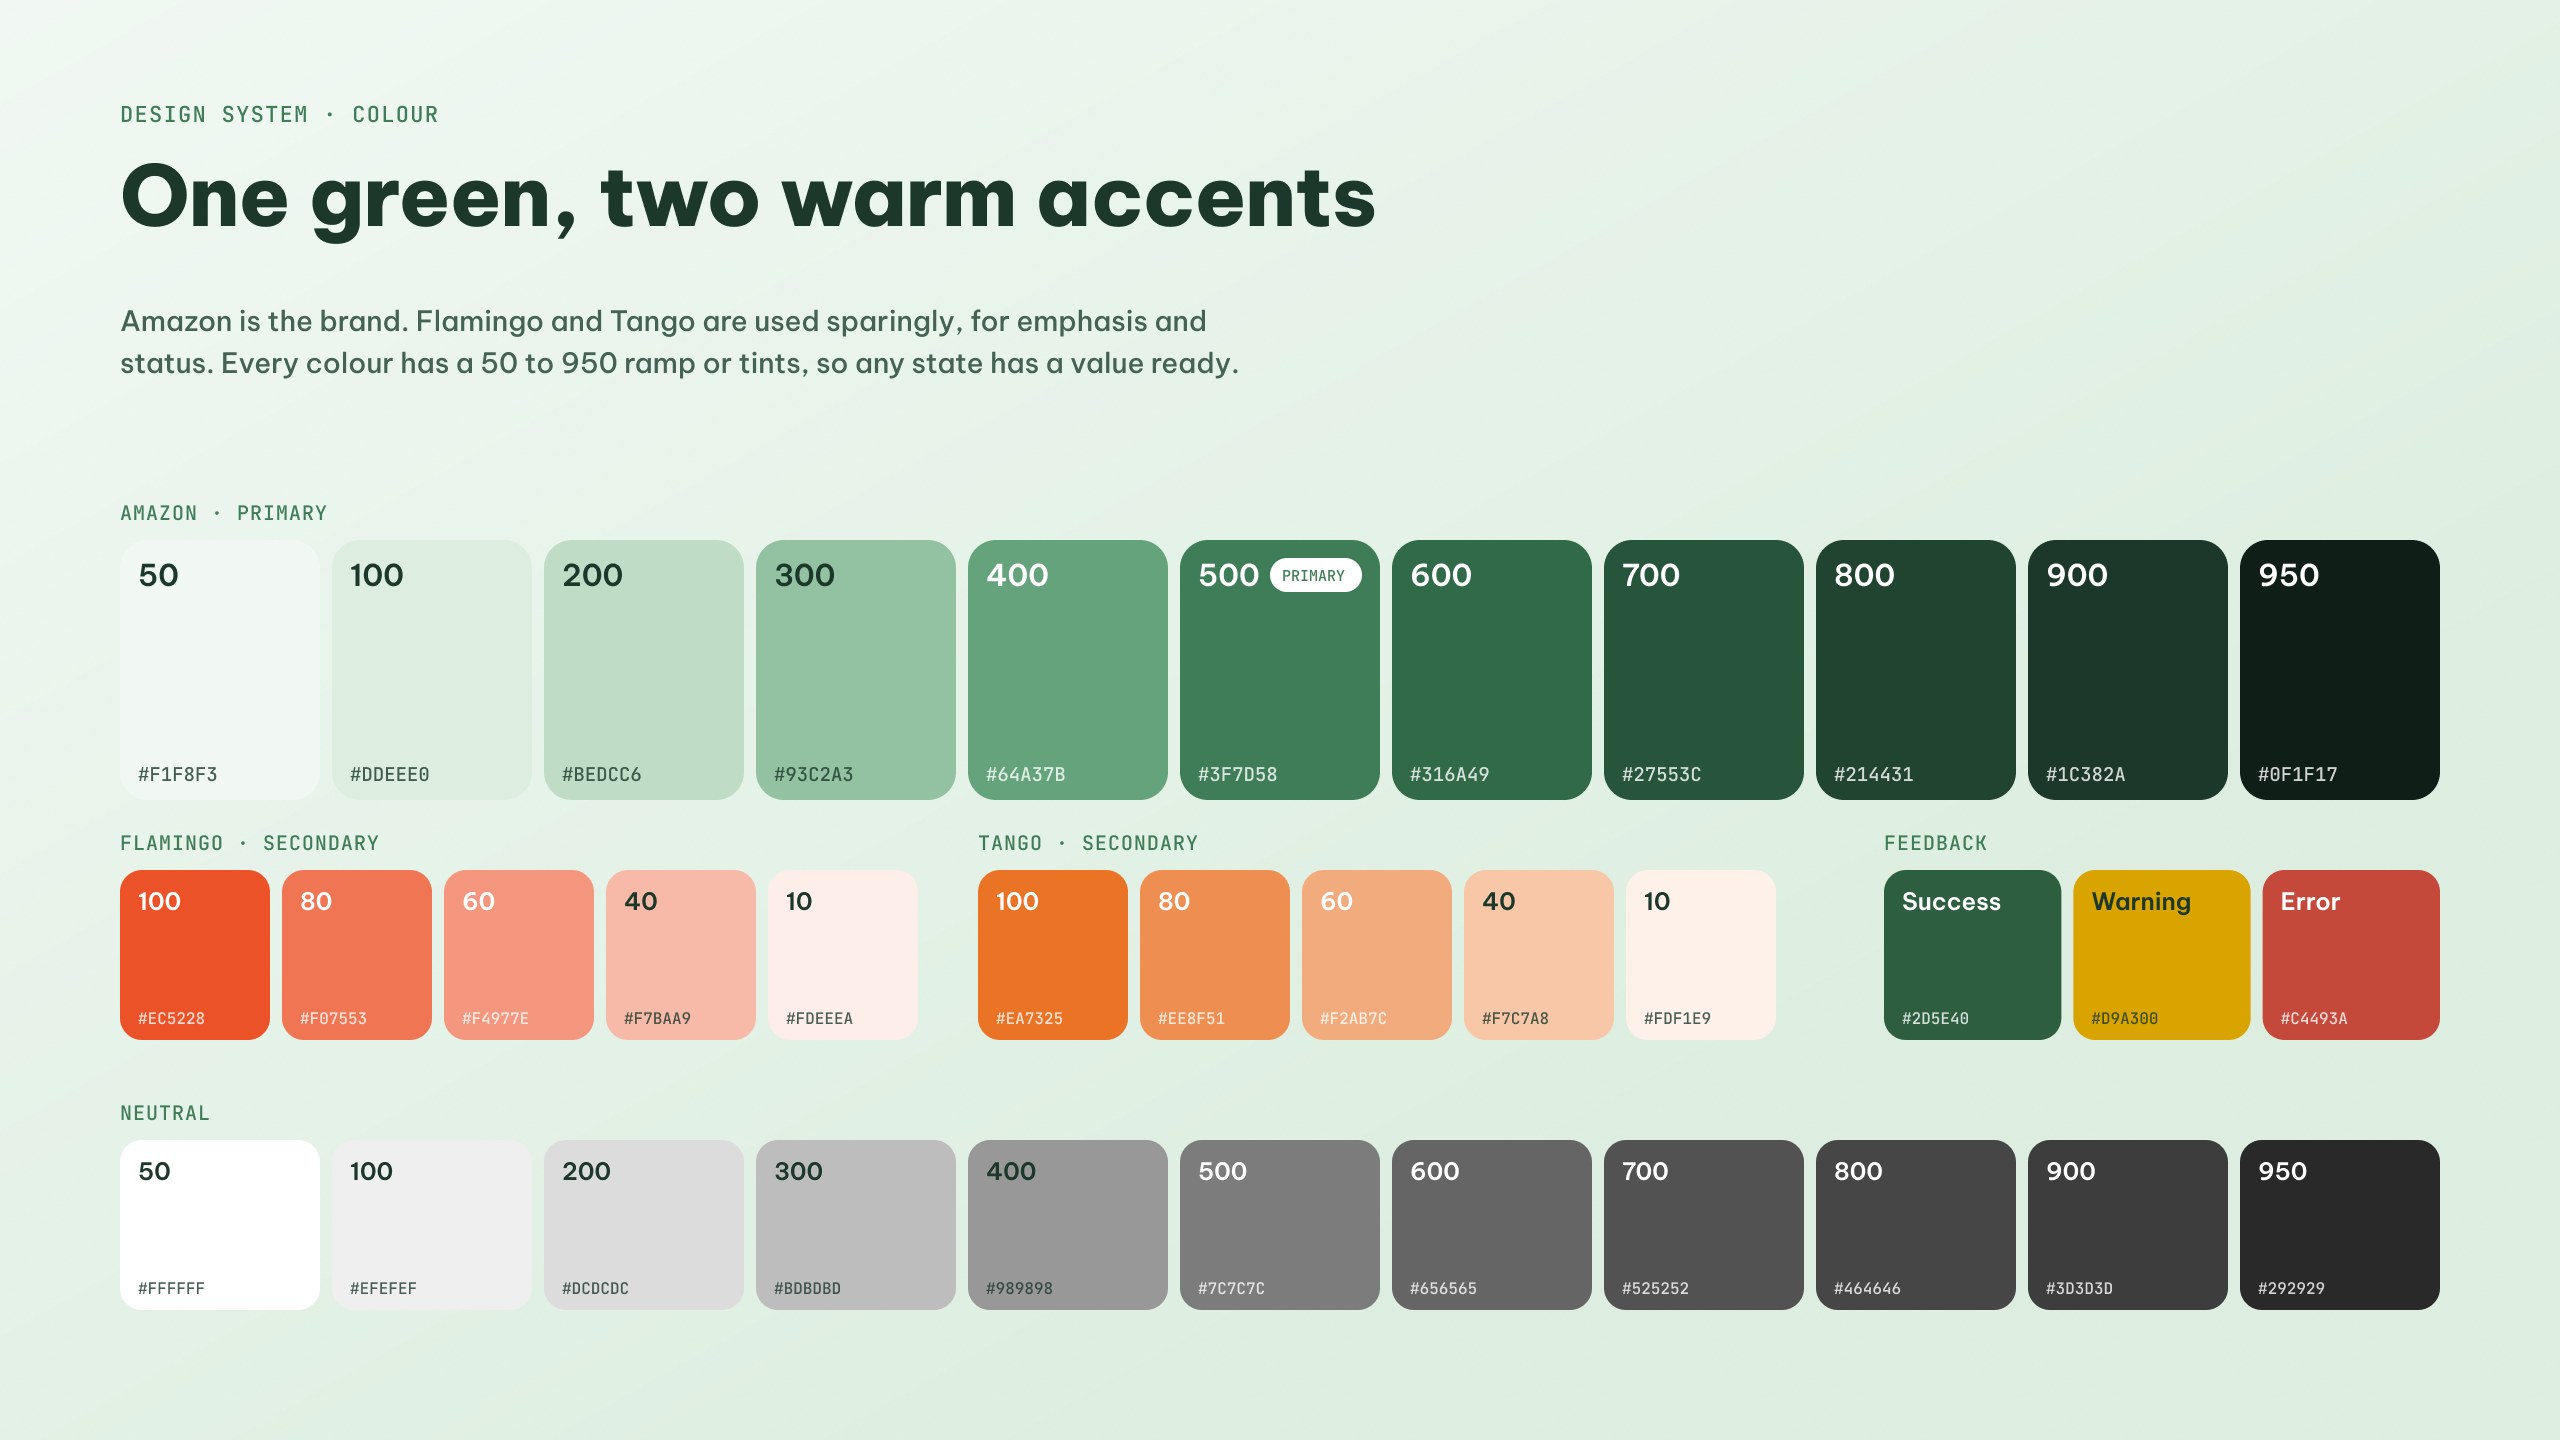 DESIGN SYSTEM · COLOUR
One green, two warm accents
Amazon is the brand. Flamingo and Tango are used sparingly, for emphasis and
status. Every colour has a 50 to 950 ramp or tints, so any state has a value ready.
AMAZON · PRIMARY
50 100 200 300 400 500 PRIMARY 600 700 800 900 950
#F1F8F3 #DDEEE0 #BEDCC6 #93C2A3 #64A37B #3F7D58 #316A49 #27553C #214431 #1C382A #0F1F17
FLAMINGO · SECONDARY
100 80 60 40 10
#EC5228 #F07553 #F4977E #F7BAA9 #FDEEEA
TANGO · SECONDARY
100 80 60 40 10
#EA7325 #EE8F51 #F2AB7C #F7C7A8 #FDF1E9
FEEDBACK
Success Warning Error
#2D5E40 #D9A300 #C4493A
NEUTRAL
50 100 200 300 400 500 600 700 800 900 950
#FFFFFF #EFEFEF #DCDCDC #BDBDBD #989898 #7C7C7C #656565 #525252 #464646 #3D3D3D #292929